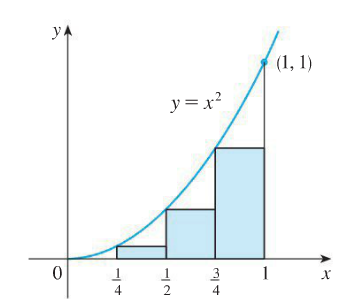 y
(1, 1)
y = x²
0
1/4
1/2
3/4
1
x